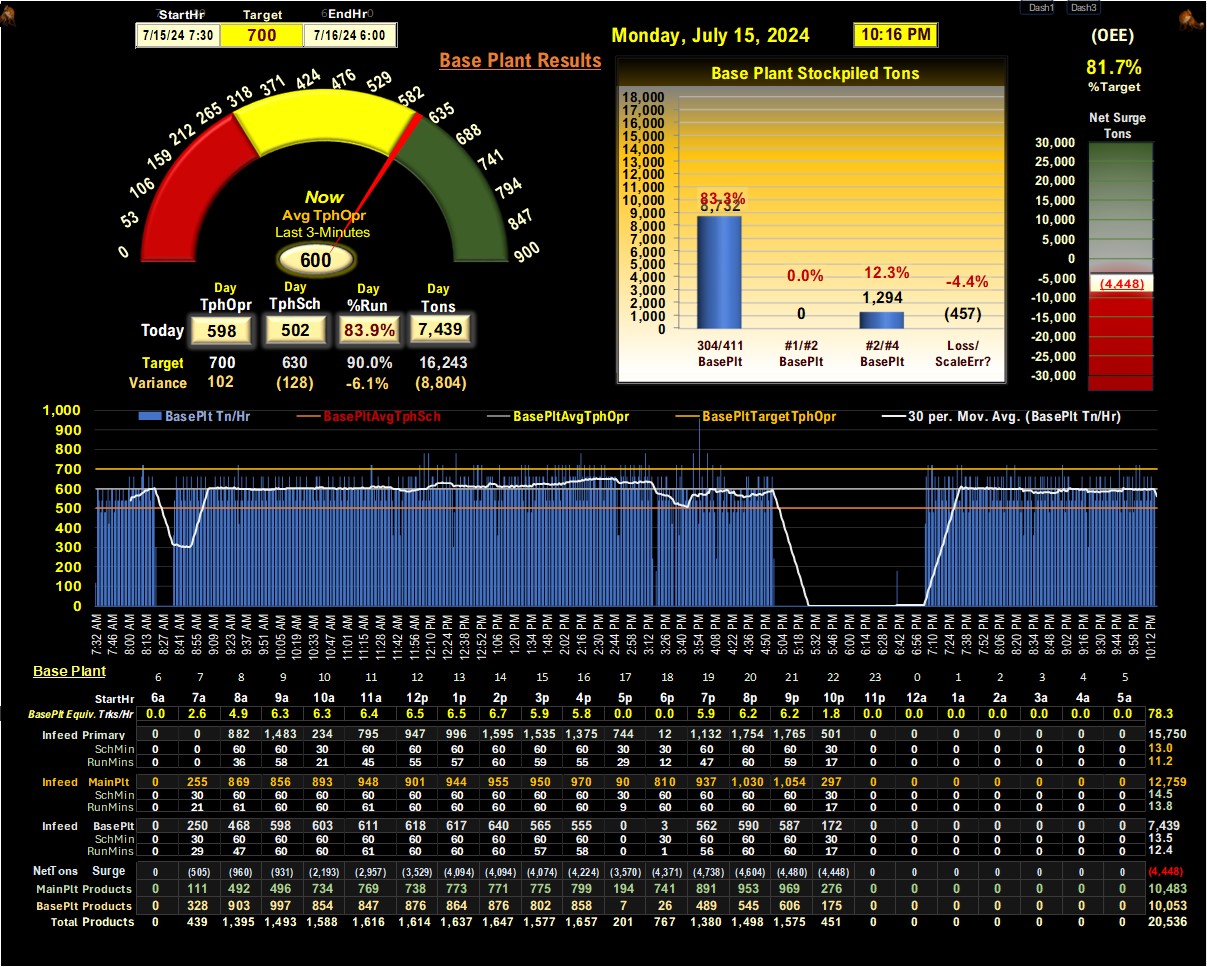 StartHr Target EndHr
7/15/24 7:30 700 7/16/24 6:00
Monday, July 15, 2024 10:16 PM
Dash1 Dash3
(OEE)
81.7%
%Target
Base Plant Results
0 53 106 159 212 265 318 371 424 476 529 582 635 688 741 794 847 900
Now
Avg TphOpr
Last 3-Minutes
600
Day Day Day Day
TphOpr TphSch %Run Tons
Today 598 502 83.9% 7,439
Target 700 630 90.0% 16,243
Variance 102 (128) -6.1% (8,804)
Base Plant Stockpiled Tons
18,000
17,000
16,000
15,000
14,000
13,000
12,000
11,000
10,000
9,000
8,000
7,000
6,000
5,000
4,000
3,000
2,000
1,000
0
83.3% 0.0% 12.3% -4.4%
8,732 0 1,294 (457)
304/411 #1/#2 #2/#4 Loss/
BasePlt BasePlt BasePlt ScaleErr?
Net Surge
Tons
30,000
25,000
20,000
15,000
10,000
5,000
0
-5,000
-10,000
-15,000
-20,000
-25,000
-30,000
(4,448)
BasePlt Tn/Hr BasePltAvgTphSch BasePltAvgTphOpr BasePltTargetTphOpr 30 per. Mov. Avg. (BasePlt Tn/Hr)
1,000
900
800
700
600
500
400
300
200
100
0
7:32 AM 7:46 AM 8:00 AM 8:13 AM 8:27 AM 8:41 AM 8:55 AM 9:09 AM 9:23 AM 9:37 AM 9:51 AM 10:05 AM 10:19 AM 10:33 AM 10:47 AM 11:01 AM 11:15 AM 11:28 AM 11:42 AM 11:56 AM 12:10 PM 12:24 PM 12:38 PM 12:52 PM 1:06 PM 1:20 PM 1:34 PM 1:48 PM 2:02 PM 2:16 PM 2:30 PM 2:44 PM 2:58 PM 3:12 PM 3:26 PM 3:40 PM 3:54 PM 4:08 PM 4:22 PM 4:36 PM 4:50 PM 5:04 PM 5:18 PM 5:32 PM 5:46 PM 6:00 PM 6:14 PM 6:28 PM 6:42 PM 6:56 PM 7:10 PM 7:24 PM 7:38 PM 7:52 PM 8:06 PM 8:20 PM 8:34 PM 8:48 PM 9:02 PM 9:16 PM 9:30 PM 9:44 PM 9:58 PM 10:12 PM
Base Plant 6 7 8 9 10 11 12 13 14 15 16 17 18 19 20 21 22 23 0 1 2 3 4 5
StartHr 6a 7a 8a 9a 10a 11a 12p 1p 2p 3p 4p 5p 6p 7p 8p 9p 10p 11p 12a 1a 2a 3a 4a 5a
BasePlt Equiv. Trks/Hr 0.0 2.6 4.9 6.3 6.3 6.4 6.5 6.5 6.7 5.9 5.8 0.0 0.0 5.9 6.2 6.2 1.8 0.0 0.0 0.0 0.0 0.0 0.0 0.0 78.3
Infeed Primary 0 0 882 1,483 234 795 947 996 1,595 1,535 1,375 744 12 1,132 1,754 1,765 501 0 0 0 0 0 0 0 15,750
SchMin 0 0 60 60 30 60 60 60 60 60 60 30 30 60 60 60 30 0 0 0 0 0 0 0 13.0
RunMins 0 0 36 58 21 45 55 57 60 59 55 29 12 47 60 59 17 0 0 0 0 0 0 0 11.2
Infeed MainPlt 0 255 869 856 893 948 901 944 955 950 970 90 810 937 1,030 1,054 297 0 0 0 0 0 0 0 12,759
SchMin 0 30 60 60 60 60 60 60 60 60 60 30 60 60 60 60 30 0 0 0 0 0 0 0 14.5
RunMins 0 21 61 60 60 61 60 60 60 60 60 9 60 60 60 60 17 0 0 0 0 0 0 0 13.8
Infeed BasePlt 0 250 468 598 603 611 618 617 640 565 555 0 3 562 590 587 172 0 0 0 0 0 0 0 7,439
SchMin 0 30 60 60 60 60 60 60 60 60 60 0 30 60 60 60 30 0 0 0 0 0 0 0 13.5
RunMins 0 29 47 60 60 61 60 60 60 57 58 0 1 56 60 60 17 0 0 0 0 0 0 0 12.4
NetTons Surge 0 (505) (960) (931) (2,193) (2,957) (3,529) (4,094) (4,094) (4,074) (4,224) (3,570) (4,371) (4,738) (4,604) (4,480) (4,448) 0 0 0 0 0 0 0 (4,448)
MainPlt Products 0 111 492 496 734 769 738 773 771 775 799 194 741 891 953 969 276 0 0 0 0 0 0 0 10,483
BasePlt Products 0 328 903 997 854 847 876 864 876 802 858 7 26 489 545 606 175 0 0 0 0 0 0 0 10,053
Total Products 0 439 1,395 1,493 1,588 1,616 1,614 1,637 1,647 1,577 1,657 201 767 1,380 1,498 1,575 451 0 0 0 0 0 0 0 20,536